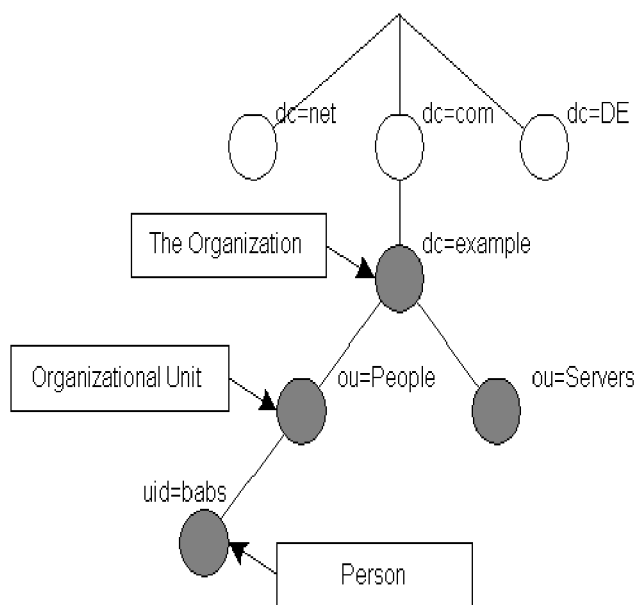 dc=net
dc=com
dc=DE
The Organization
dc=example
Organizational Unit
ou=People
ou=Servers
uid=babs
Person